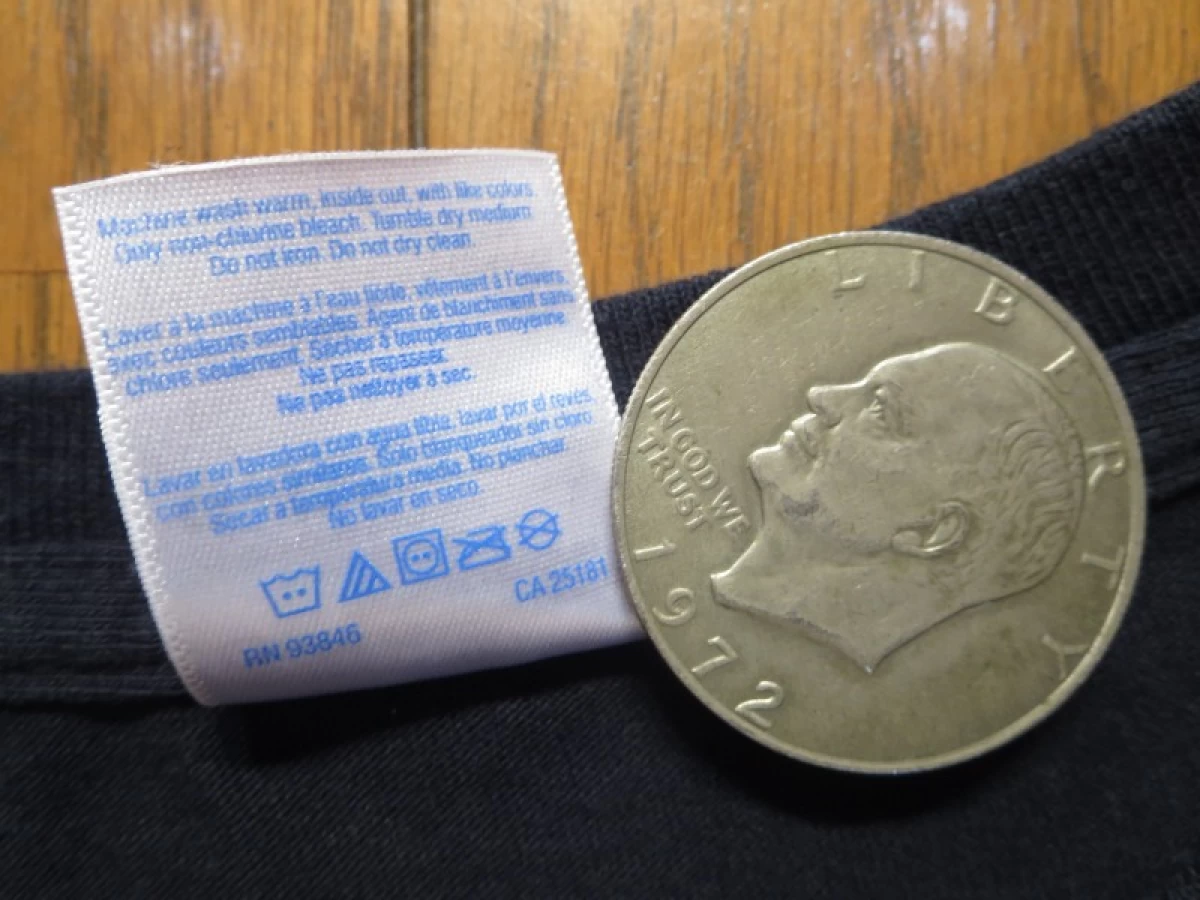 Machine wash warm, inside out, with like colors.
Only non-chlorine bleach. Tumble dry medium.
Do not iron. Do not dry clean.
Laver à la machine à l'eau tiède, vêtement à l'envers
avec couleurs semblables. Agent de blanchiment sans
chlore seulement. Sécher à température moyenne
Ne pas repasser.
Ne pas nettoyer à sec.
Lavar en lavadora con agua tibia, lavar por el revés
con colores similares. Solo blanqueador sin cloro
Secar a temperatura media. No planchar.
No lavar en seco.
CA 25181
RN 93846
LIBERTY
IN GOD WE
TRUST
1972